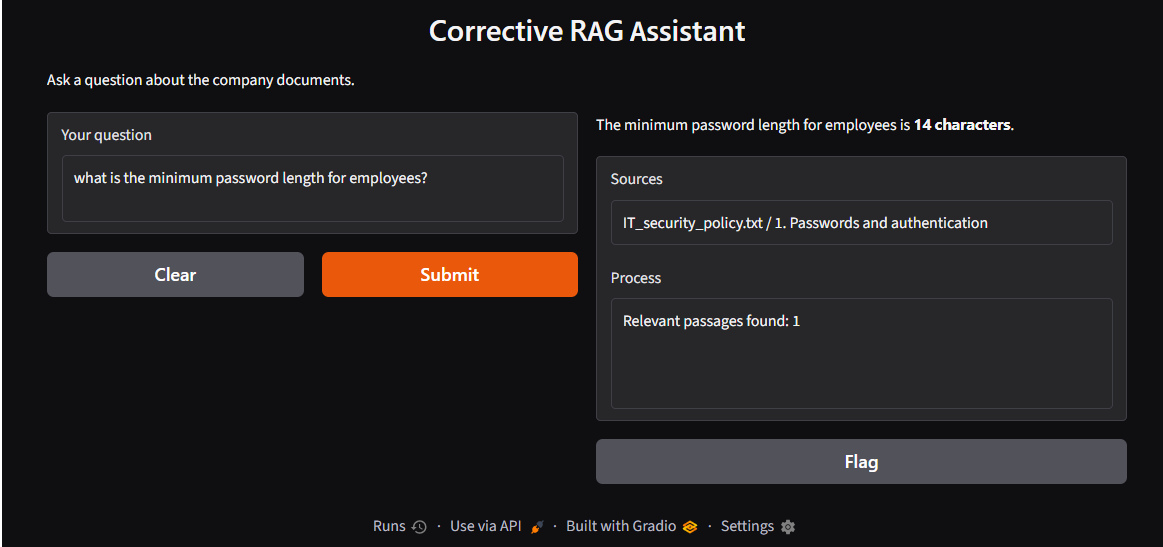 Corrective RAG Assistant
Ask a question about the company documents.
Your question
what is the minimum password length for employees?
Clear
Submit
The minimum password length for employees is 14 characters.
Sources
IT_security_policy.txt / 1. Passwords and authentication
Process
Relevant passages found: 1
Flag
Runs · Use via API · Built with Gradio · Settings